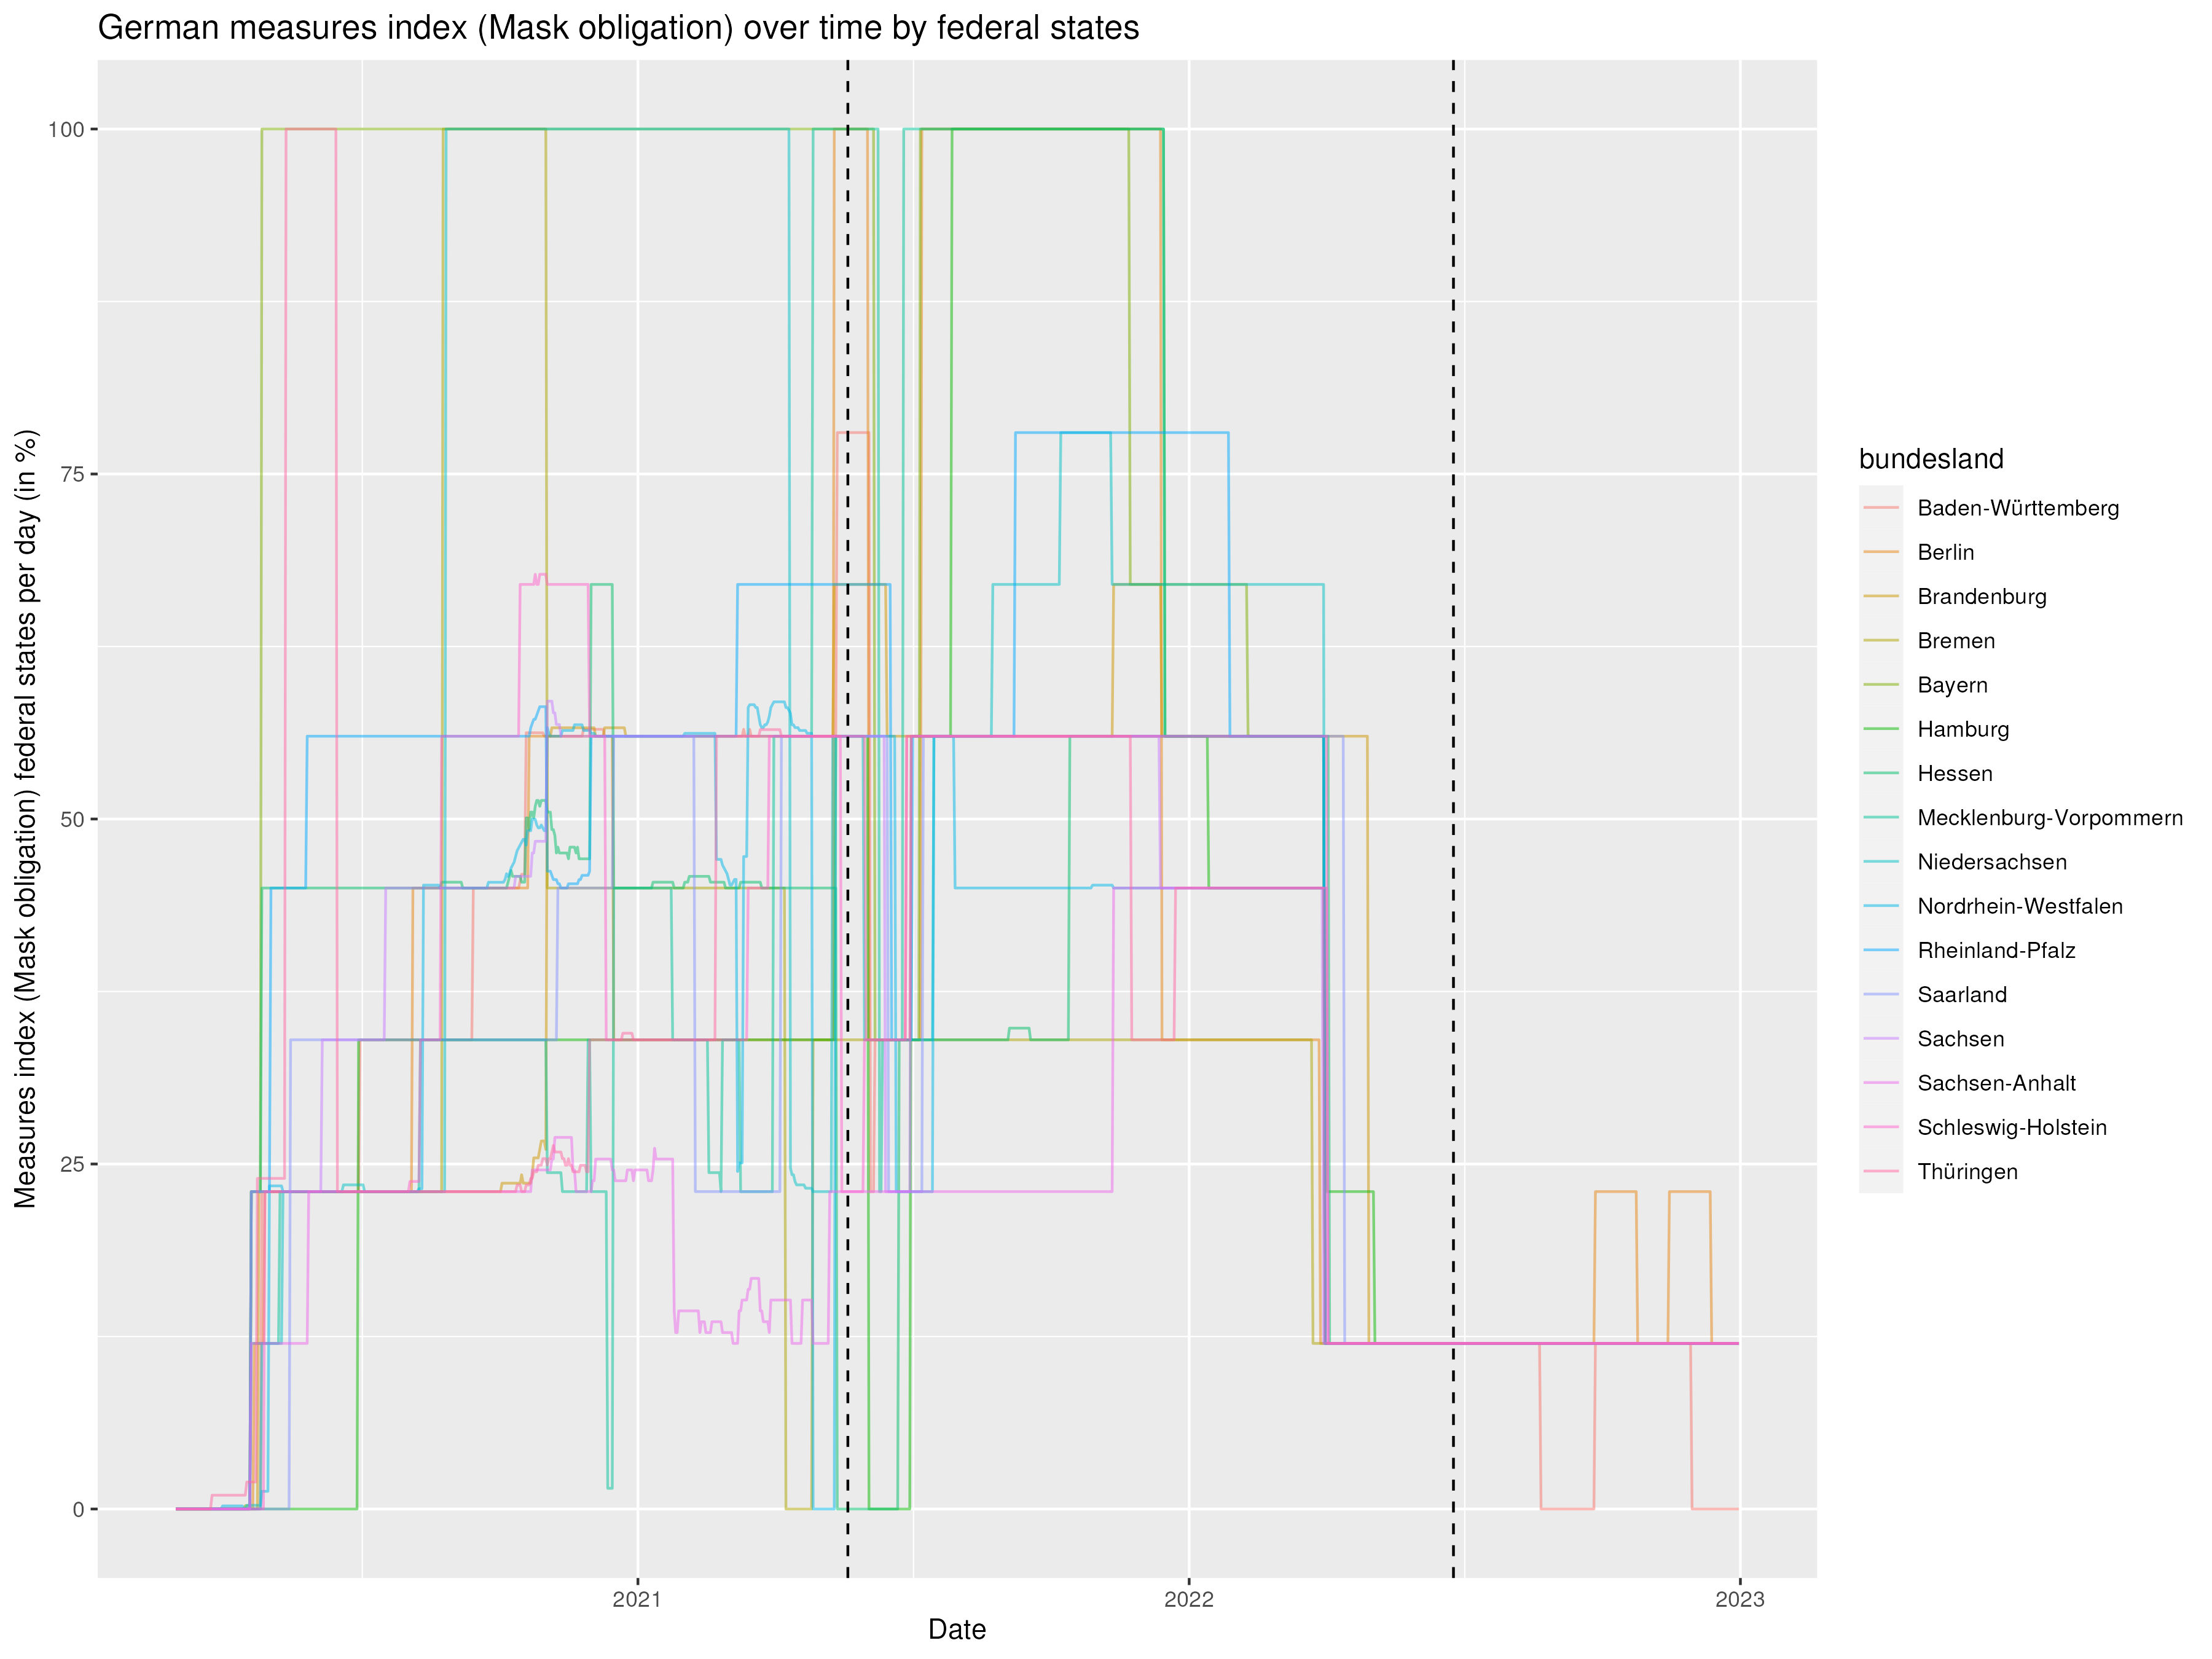 German measures index (Mask obligation) over time by federal states
Measures index (Mask obligation) federal states per day (in %)
100
75
50
25
0
2021
2022
2023
Date
bundesland
Baden-Württemberg
Berlin
Brandenburg
Bremen
Bayern
Hamburg
Hessen
Mecklenburg-Vorpommern
Niedersachsen
Nordrhein-Westfalen
Rheinland-Pfalz
Saarland
Sachsen
Sachsen-Anhalt
Schleswig-Holstein
Thüringen